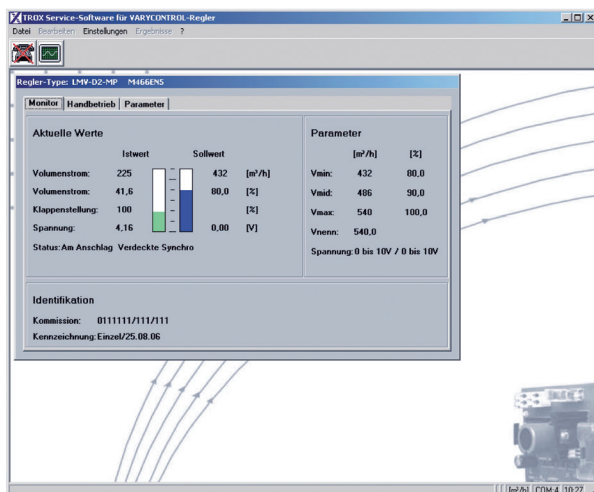 TROX Service-Software für VARYCONTROL-Regler
Datei Bearbeiten Einstellungen Ergebnisse ?
Regler-Type: LMV-D2-MP M466EN5
Monitor Handbetrieb Parameter
Aktuelle Werte
Istwert Sollwert
Volumenstrom: 225 432 [m³/h]
Volumenstrom: 41,6 80,0 [%]
Klappenstellung: 100 [%]
Spannung: 4,16 0,00 [V]
Status: Am Anschlag Verdeckte Synchro
Parameter
[m³/h] [%]
Vmin: 432 80,0
Vmid: 486 90,0
Vmax: 540 100,0
Vnenn: 540,0
Spannung: 0 bis 10V / 0 bis 10V
Identifikation
Kommission: 0111111/111/111
Kennzeichnung: Einzel/25.08.06
[m³/h] COM:4 10:27